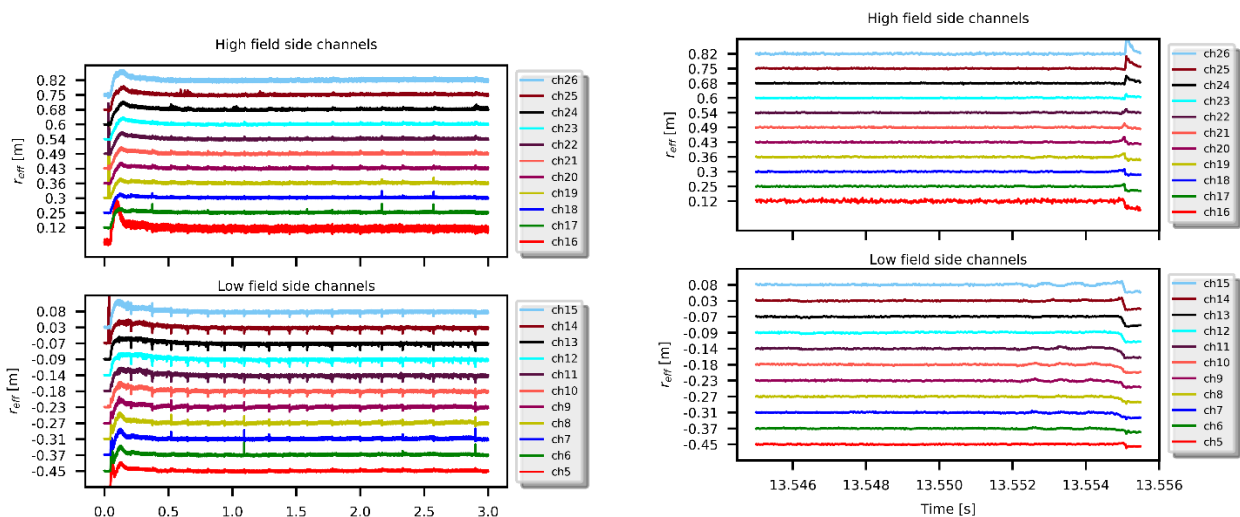 High field side channels
r_eff [m]
0.82
0.75
0.68
0.6
0.54
0.49
0.43
0.36
0.3
0.25
0.12
ch26
ch25
ch24
ch23
ch22
ch21
ch20
ch19
ch18
ch17
ch16
Low field side channels
r_eff [m]
0.08
0.03
-0.07
-0.09
-0.14
-0.18
-0.23
-0.27
-0.31
-0.37
-0.45
ch15
ch14
ch13
ch12
ch11
ch10
ch9
ch8
ch7
ch6
ch5
0.0 0.5 1.0 1.5 2.0 2.5 3.0
High field side channels
r_eff [m]
0.82
0.75
0.68
0.6
0.54
0.49
0.43
0.36
0.3
0.25
0.12
ch26
ch25
ch24
ch23
ch22
ch21
ch20
ch19
ch18
ch17
ch16
Low field side channels
r_eff [m]
0.08
0.03
-0.07
-0.09
-0.14
-0.18
-0.23
-0.27
-0.31
-0.37
-0.45
ch15
ch14
ch13
ch12
ch11
ch10
ch9
ch8
ch7
ch6
ch5
13.546 13.548 13.550 13.552 13.554 13.556
Time [s]